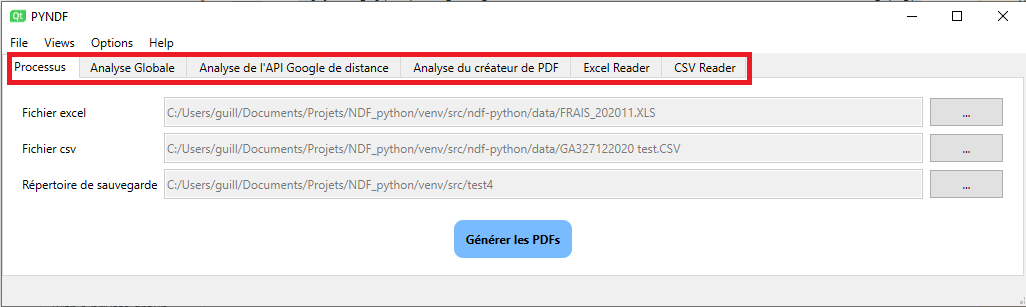 Qt PYNDF
File Views Options Help
Processus Analyse Globale Analyse de l'API Google de distance Analyse du créateur de PDF Excel Reader CSV Reader
Fichier excel C:/Users/guill/Documents/Projets/NDF_python/venv/src/ndf-python/data/FRAIS_202011.XLS ...
Fichier csv C:/Users/guill/Documents/Projets/NDF_python/venv/src/ndf-python/data/GA327122020 test.CSV ...
Répertoire de sauvegarde C:/Users/guill/Documents/Projets/NDF_python/venv/src/test4 ...
Générer les PDFs